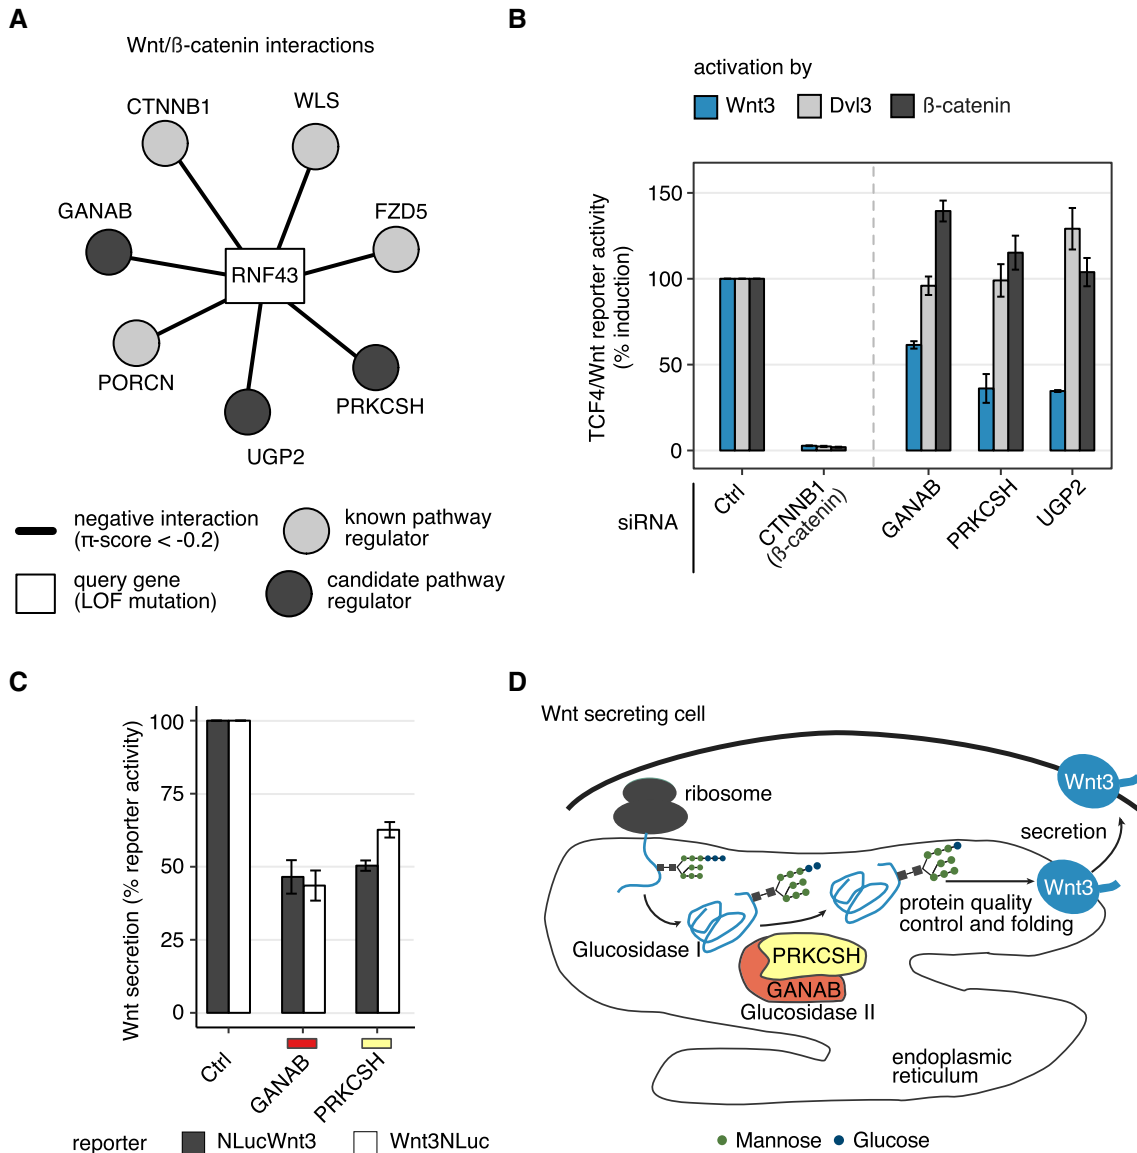 A
Wnt/ß-catenin interactions
CTNNB1
WLS
GANAB
FZD5
RNF43
PORCN
PRKCSH
UGP2
negative interaction
(π-score < -0.2)
known pathway
regulator
query gene
(LOF mutation)
candidate pathway
regulator
B
activation by
Wnt3
Dvl3
ß-catenin
TCF4/Wnt reporter activity
(% induction)
150
100
50
0
siRNA
Ctrl
CTNNB1
(ß-catenin)
GANAB
PRKCSH
UGP2
C
Wnt secretion (% reporter activity)
100
75
50
25
0
Ctrl
GANAB
PRKCSH
reporter
NLucWnt3
Wnt3NLuc
D
Wnt secreting cell
ribosome
Wnt3
secretion
Wnt3
protein quality
control and folding
Glucosidase I
PRKCSH
GANAB
Glucosidase II
endoplasmic
reticulum
Mannose
Glucose